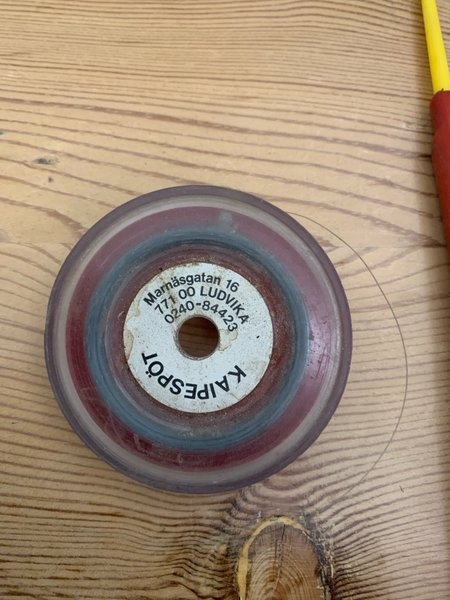 Marnäsgatan 16
771 00 LUDVIKA
0240-84423
KAIPESPÖT